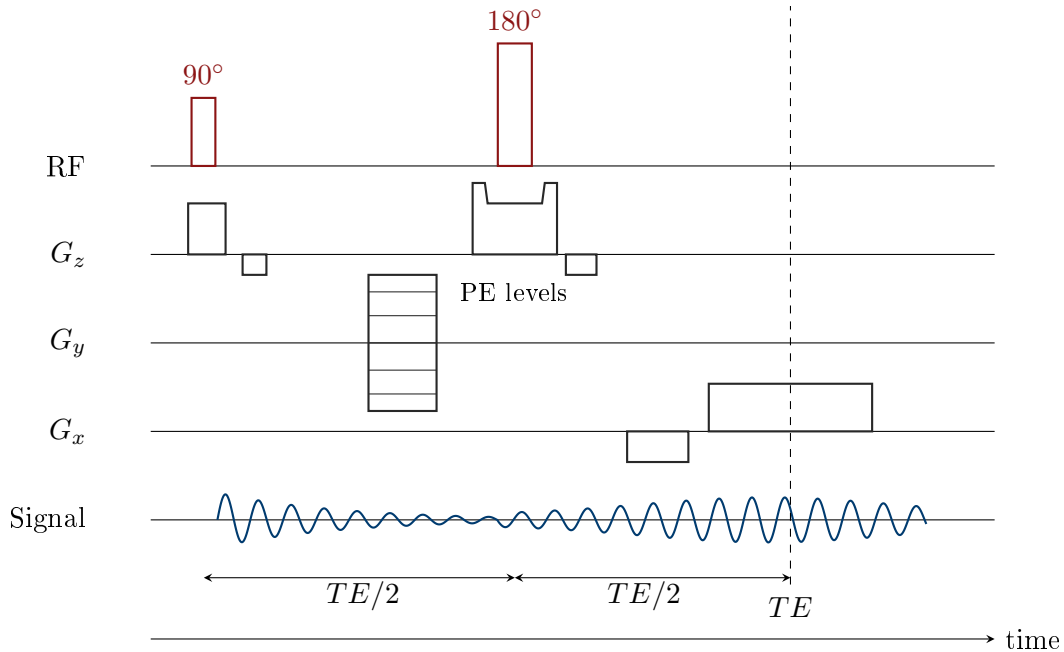 180°
90°
RF
G_z
PE levels
G_y
G_x
Signal
TE/2
TE/2
TE
time